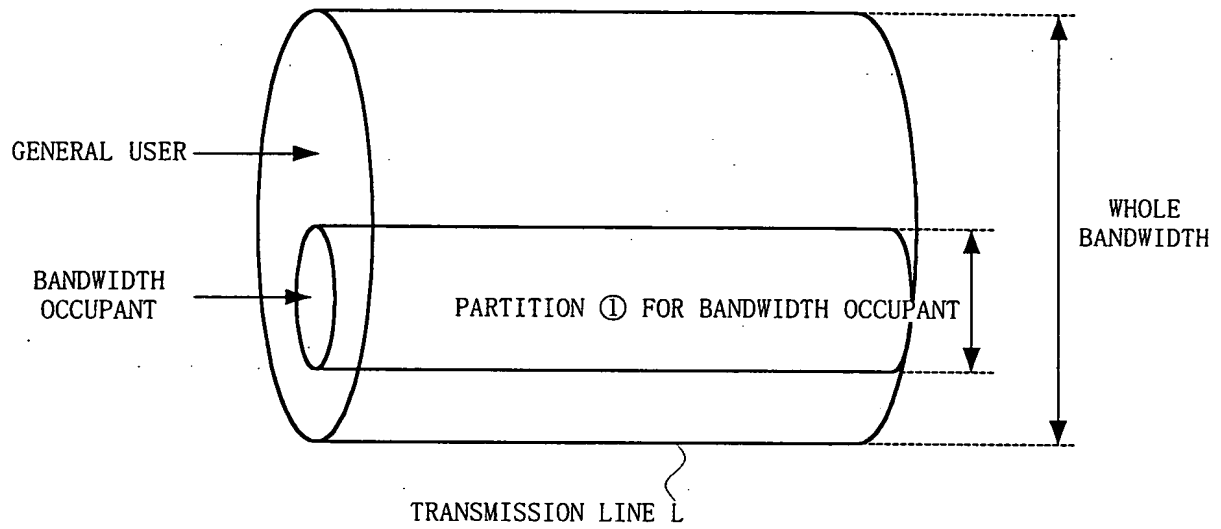 GENERAL USER
WHOLE
BANDWIDTH
BANDWIDTH
OCCUPANT
PARTITION ① FOR BANDWIDTH OCCUPANT
TRANSMISSION LINE L